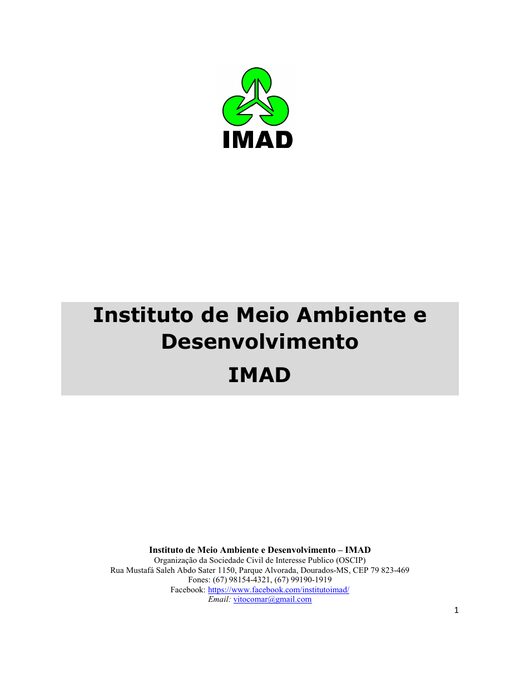 IMAD
Instituto de Meio Ambiente e
Desenvolvimento
IMAD
Instituto de Meio Ambiente e Desenvolvimento – IMAD
Organização da Sociedade Civil de Interesse Publico (OSCIP)
Rua Mustafá Saleh Abdo Sater 1150, Parque Alvorada, Dourados-MS, CEP 79 823-469
Fones: (67) 98154-4321, (67) 99190-1919
Facebook: https://www.facebook.com/institutoimad/
Email: vitocomar@gmail.com
1